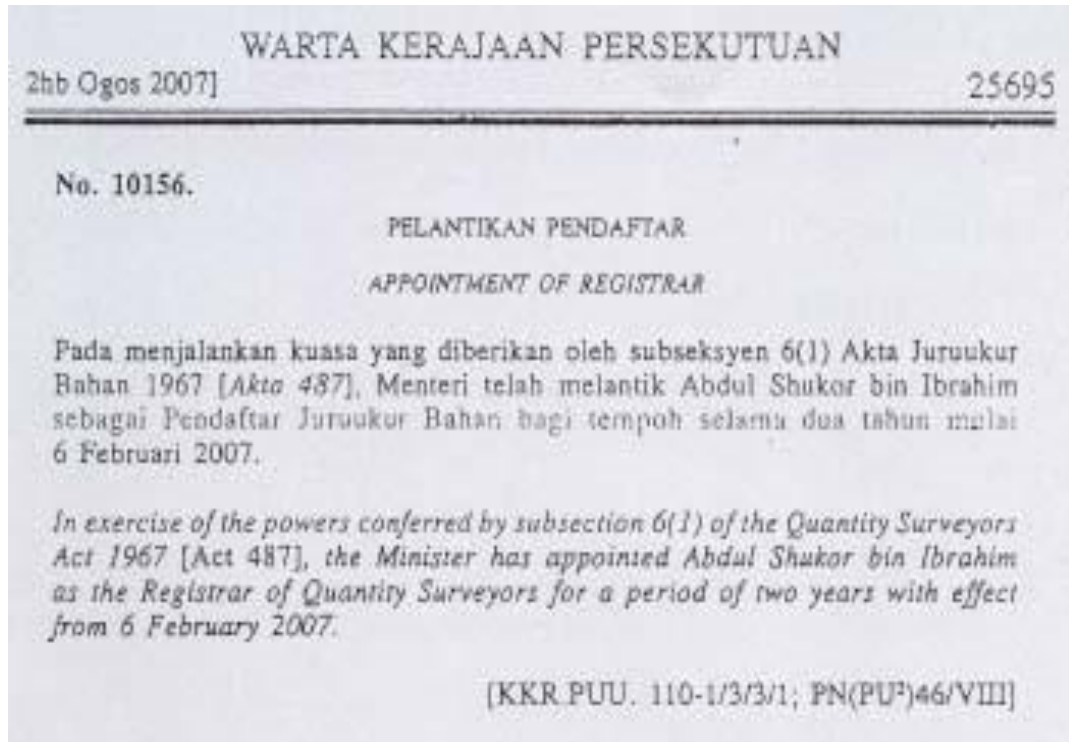 WARTA KERAJAAN PERSEKUTUAN
2hb Ogos 2007] 25695
No. 10156.
PELANTIKAN PENDAFTAR
APPOINTMENT OF REGISTRAR
Pada menjalankan kuasa yang diberikan oleh subseksyen 6(1) Akta Juruukur
Bahan 1967 [Akta 487], Menteri telah melantik Abdul Shukor bin Ibrahim
sebagai Pendaftar Juruukur Bahan bagi tempoh selama dua tahun mulai
6 Februari 2007.
In exercise of the powers conferred by subsection 6(1) of the Quantity Surveyors
Act 1967 [Act 487], the Minister has appointed Abdul Shukor bin Ibrahim
as the Registrar of Quantity Surveyors for a period of two years with effect
from 6 February 2007.
[KKR.PUU. 110-1/3/3/1; PN(PU²)46/VIII]